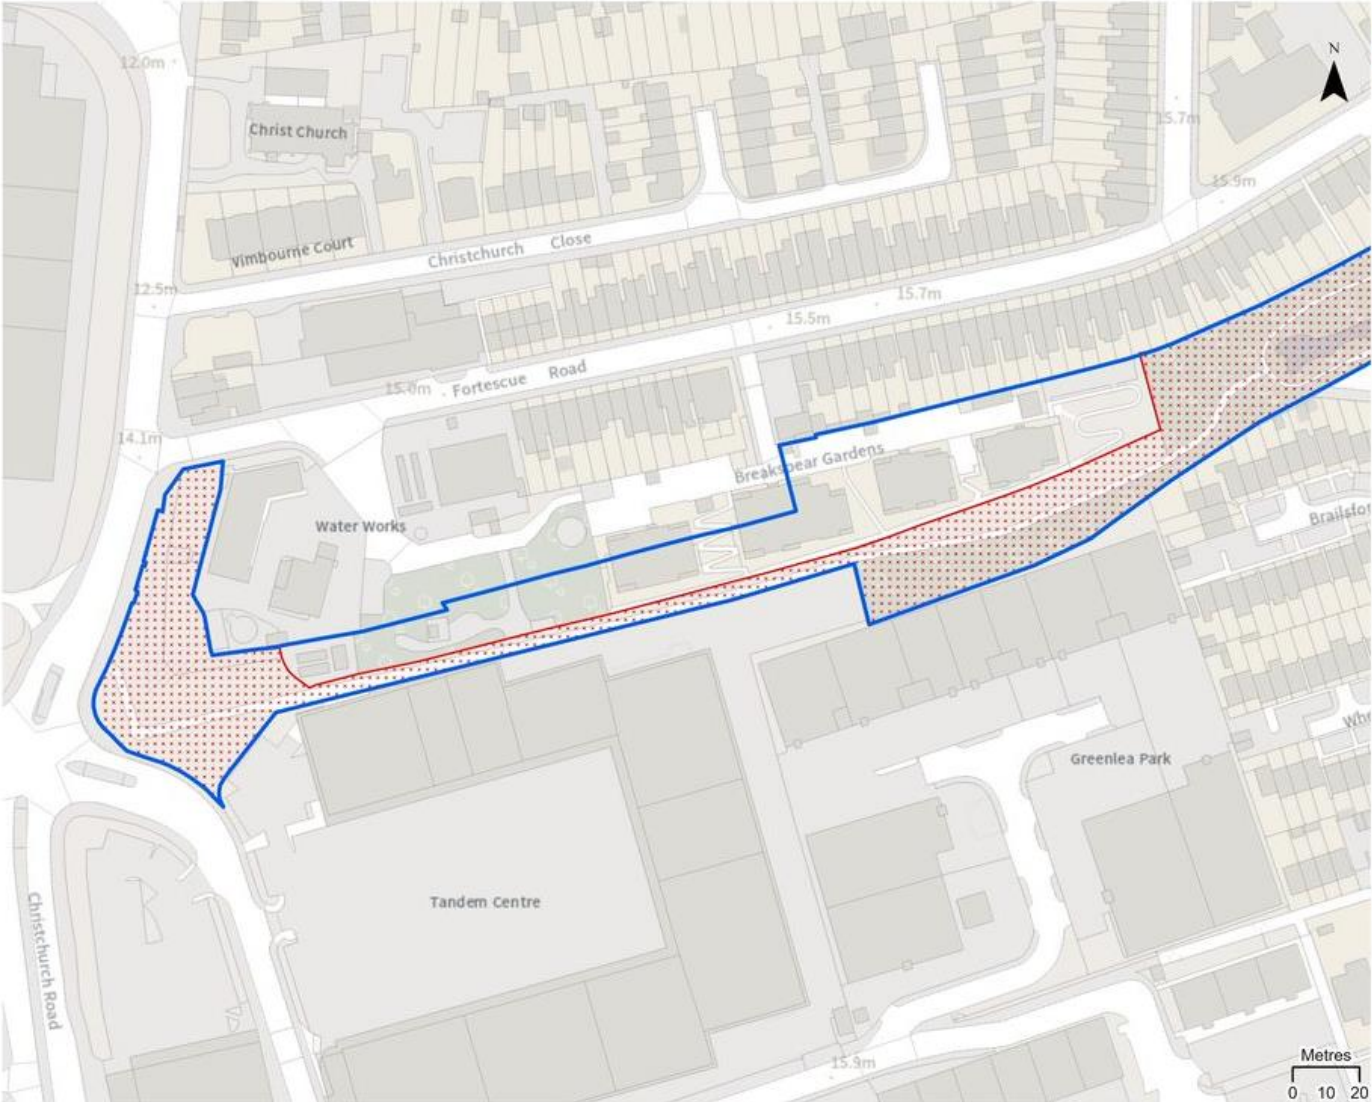 N
12.0m
Christ Church
15.7m
15.9m
Wimbourne Court
Christchurch Close
12.5m
15.7m
15.5m
15.0m
Fortescue Road
14.1m
Breakspear Gardens
Brailsfor
Water Works
Whe
Greenlea Park
Tandem Centre
Christchurch Road
15.9m
Metres
0 10 20